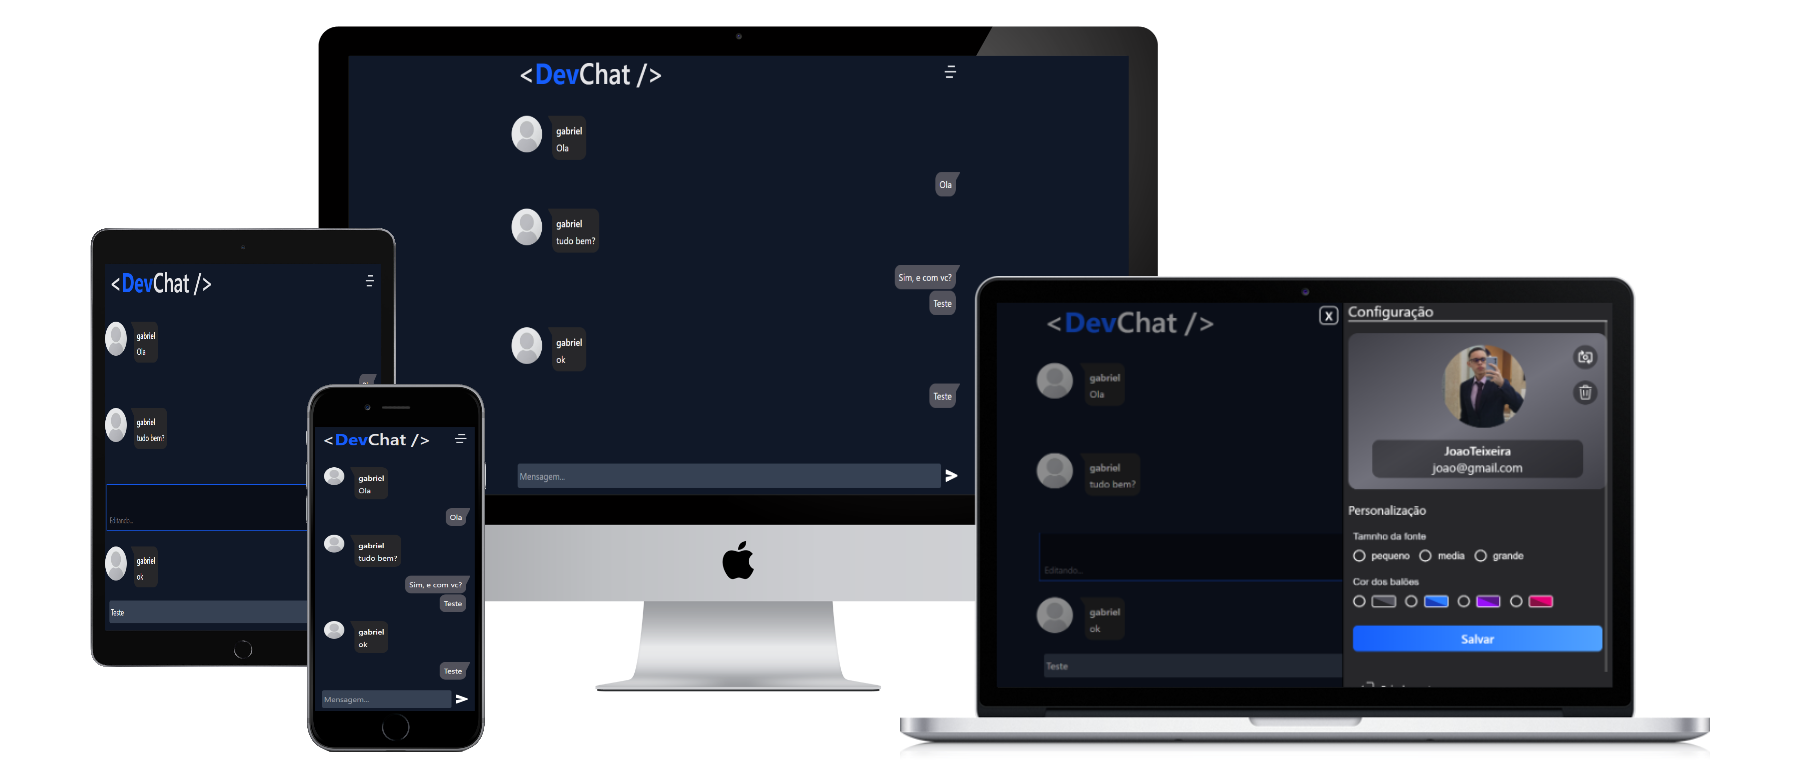 <DevChat />
gabriel
Ola
Ola
gabriel
tudo bem?
Sim, e com vc?
Teste
gabriel
ok
Teste
Mensagem...
<DevChat />
gabriel
Ola
gabriel
tudo bem?
Editando...
gabriel
ok
Teste
<DevChat />
gabriel
Ola
Ola
gabriel
tudo bem?
Sim, e com vc?
Teste
gabriel
ok
Teste
Mensagem...
<DevChat />
gabriel
Ola
gabriel
tudo bem?
Editando...
gabriel
ok
Teste
X
Configuração
JoaoTeixeira
joao@gmail.com
Personalização
Tamnho da fonte
pequeno media grande
Cor dos balões
Salvar